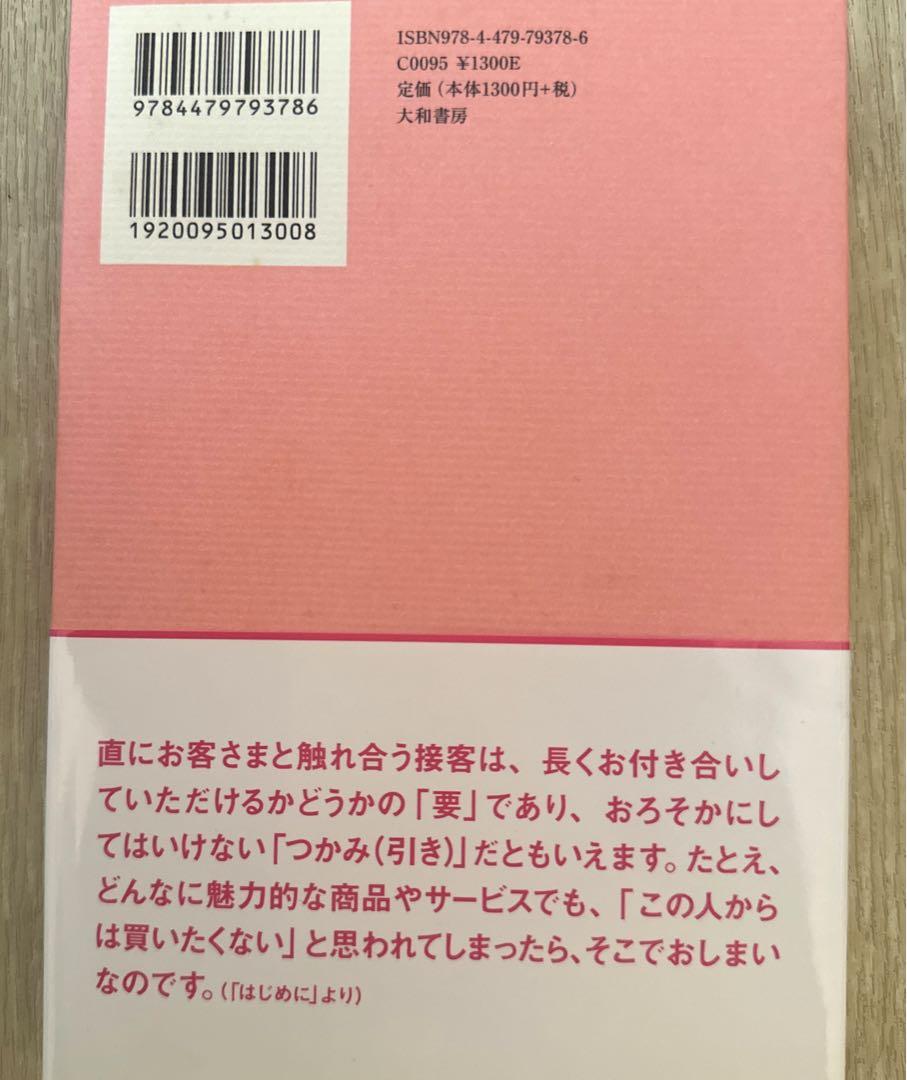 9784479793786
1920095013008
ISBN978-4-479-79378-6
C0095 ¥1300E
定価（本体1300円+税）
大和書房
直にお客さまと触れ合う接客は、長くお付き合いし
ていただけるかどうかの「要」であり、おろそかにし
てはいけない「つかみ（引き）」だともいえます。たとえ、
どんなに魅力的な商品やサービスでも、「この人から
は買いたくない」と思われてしまったら、そこでおしまい
なのです。（「はじめに」より）